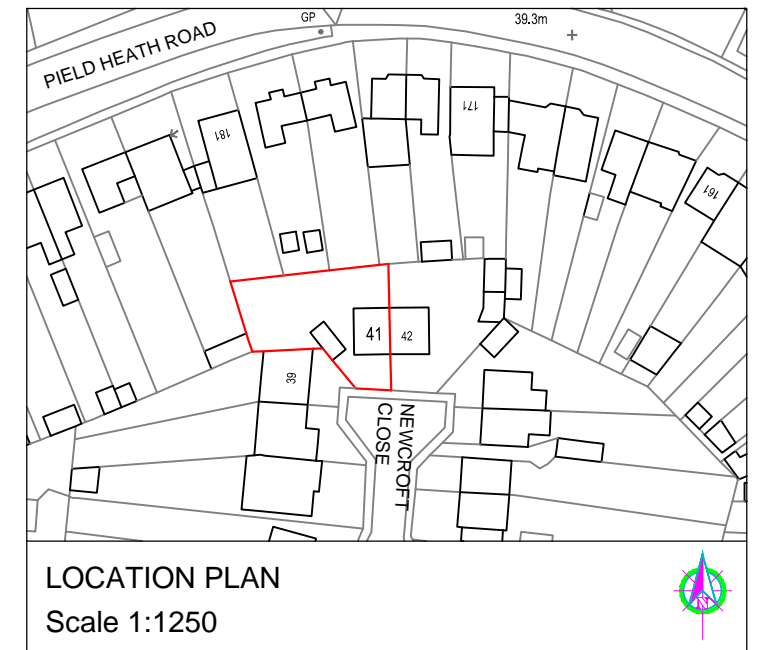 GP
39.3m
PIELD HEATH ROAD
181
171
161
41
42
39
NEWCROFT
CLOSE
LOCATION PLAN
Scale 1:1250
N